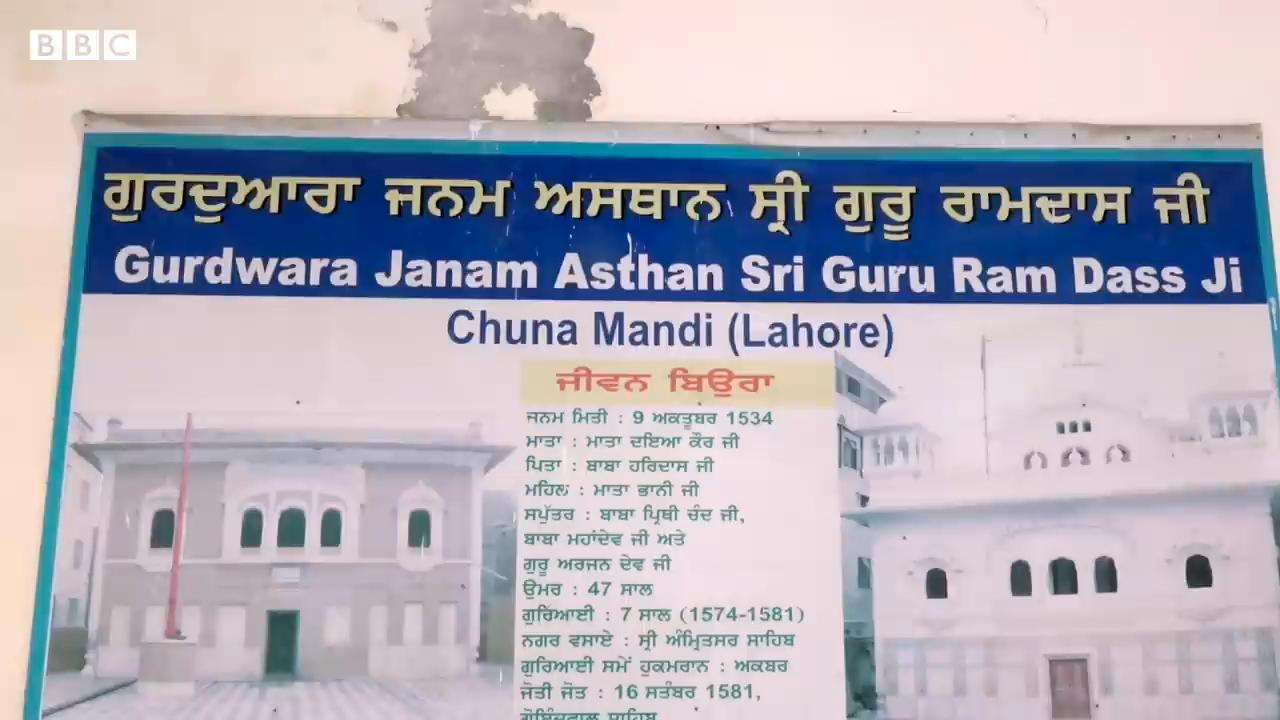 BBC
ਗੁਰਦੁਆਰਾ ਜਨਮ ਅਸਥਾਨ ਸ੍ਰੀ ਗੁਰੂ ਰਾਮਦਾਸ ਜੀ
Gurdwara Janam Asthan Sri Guru Ram Dass Ji
Chuna Mandi (Lahore)
ਜੀਵਨ ਬਿਉਰਾ
ਜਨਮ ਮਿਤੀ : 9 ਅਕਤੂਬਰ 1534
ਮਾਤਾ : ਮਾਤਾ ਦਇਆ ਕੌਰ ਜੀ
ਪਿਤਾ : ਬਾਬਾ ਹਰਿਦਾਸ ਜੀ
ਮਹਿਲ : ਮਾਤਾ ਭਾਨੀ ਜੀ
ਸਪੁੱਤਰ : ਬਾਬਾ ਪ੍ਰਿਥੀ ਚੰਦ ਜੀ,
ਬਾਬਾ ਮਹਾਂਦੇਵ ਜੀ ਅਤੇ
ਗੁਰੂ ਅਰਜਨ ਦੇਵ ਜੀ
ਉਮਰ : 47 ਸਾਲ
ਗੁਰਿਆਈ : 7 ਸਾਲ (1574-1581)
ਨਗਰ ਵਸਾਏ : ਸ੍ਰੀ ਅੰਮ੍ਰਿਤਸਰ ਸਾਹਿਬ
ਗੁਰਿਆਈ ਸਮੇਂ ਹੁਕਮਰਾਨ : ਅਕਬਰ
ਜੋਤੀ ਜੋਤ : 16 ਸਤੰਬਰ 1581,
ਗੋਇੰਦਵਾਲ ਸਾਹਿਬ